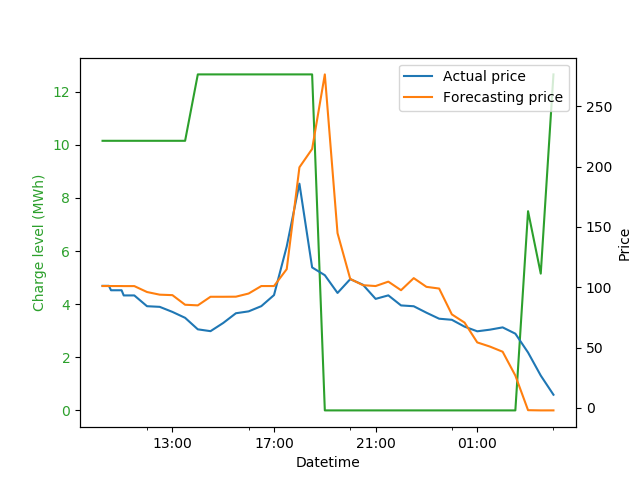 Actual price
Forecasting price
12
10
8
6
4
2
0
Charge level (MWh)
250
200
150
100
50
0
Price
13:00 17:00 21:00 01:00
Datetime